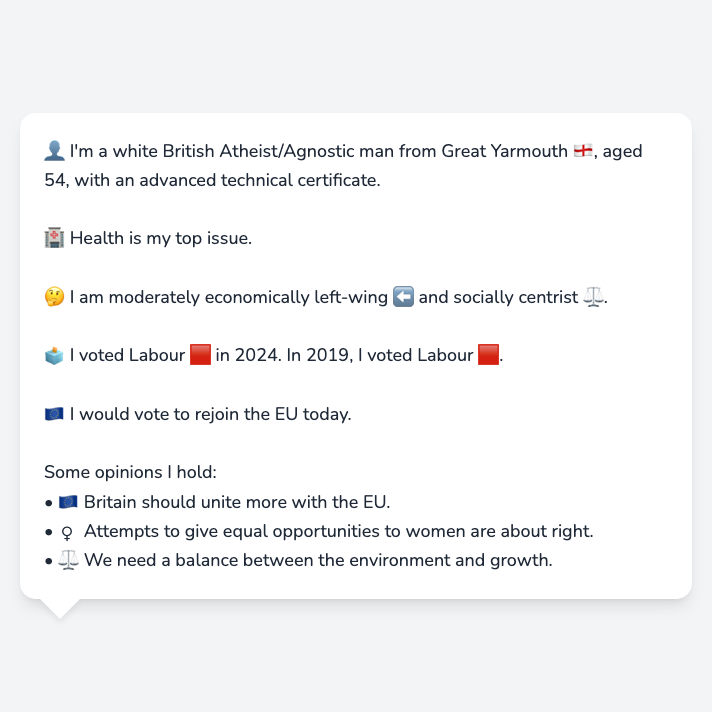 👤 I'm a white British Atheist/Agnostic man from Great Yarmouth 🏴󠁧󠁢󠁥󠁮󠁧󠁿, aged
54, with an advanced technical certificate.
🏥 Health is my top issue.
🤔 I am moderately economically left-wing ⬅️ and socially centrist ⚖️.
🗳️ I voted Labour 🟥 in 2024. In 2019, I voted Labour 🟥.
🇪🇺 I would vote to rejoin the EU today.
Some opinions I hold:
• 🇪🇺 Britain should unite more with the EU.
• ♀ Attempts to give equal opportunities to women are about right.
• ⚖️ We need a balance between the environment and growth.